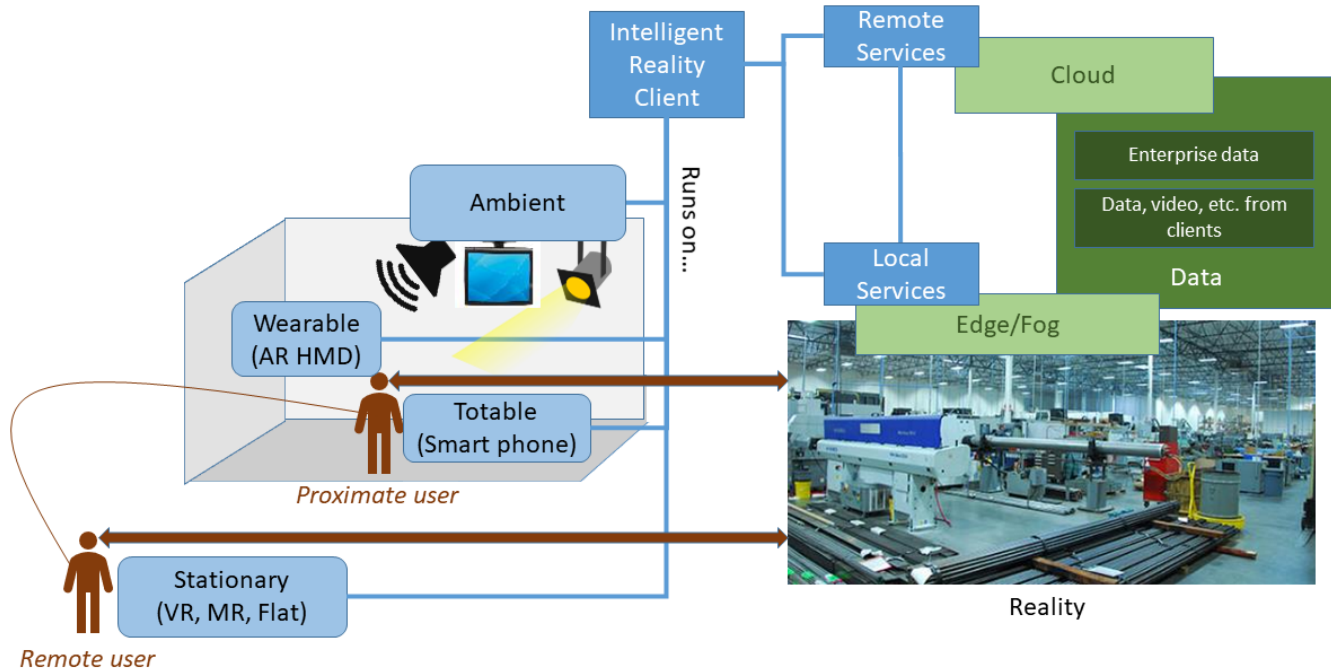 Intelligent
Reality
Client
Remote
Services
Cloud
Enterprise data
Data, video, etc. from
clients
Data
Runs on...
Ambient
Local
Services
Edge/Fog
Wearable
(AR HMD)
Totable
(Smart phone)
Proximate user
Stationary
(VR, MR, Flat)
Reality
Remote user